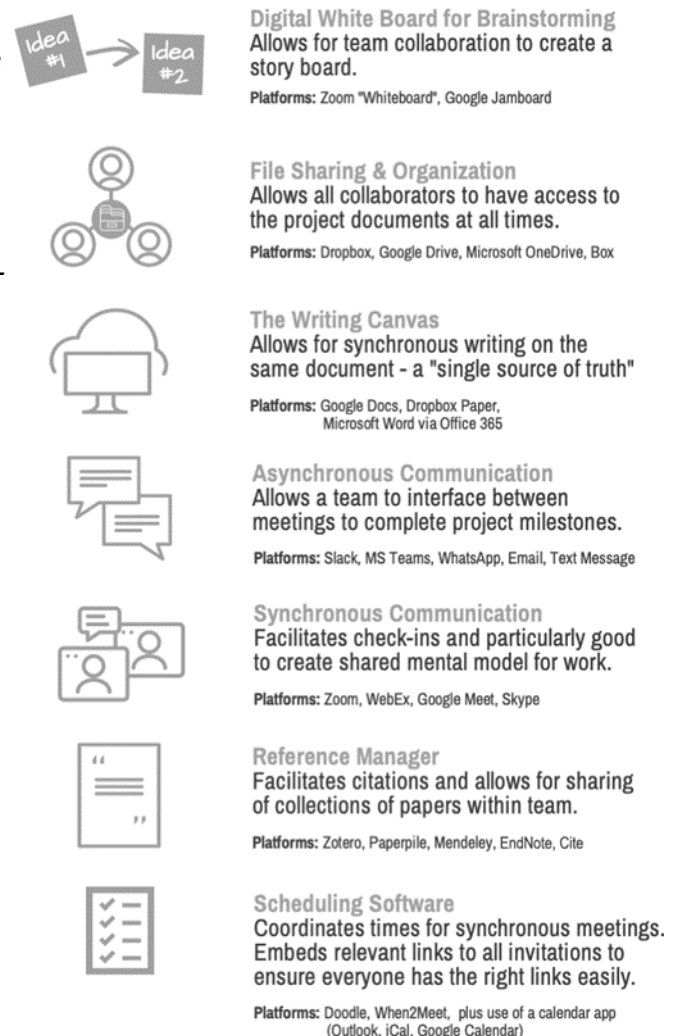 Idea
#1
Idea
#2
Digital White Board for Brainstorming
Allows for team collaboration to create a
story board.
Platforms: Zoom "Whiteboard", Google Jamboard
File Sharing & Organization
Allows all collaborators to have access to
the project documents at all times.
Platforms: Dropbox, Google Drive, Microsoft OneDrive, Box
The Writing Canvas
Allows for synchronous writing on the
same document - a "single source of truth"
Platforms: Google Docs, Dropbox Paper,
Microsoft Word via Office 365
Asynchronous Communication
Allows a team to interface between
meetings to complete project milestones.
Platforms: Slack, MS Teams, WhatsApp, Email, Text Message
Synchronous Communication
Facilitates check-ins and particularly good
to create shared mental model for work.
Platforms: Zoom, WebEx, Google Meet, Skype
Reference Manager
Facilitates citations and allows for sharing
of collections of papers within team.
Platforms: Zotero, Paperpile, Mendeley, EndNote, Cite
Scheduling Software
Coordinates times for synchronous meetings.
Embeds relevant links to all invitations to
ensure everyone has the right links easily.
Platforms: Doodle, When2Meet, plus use of a calendar app
(Outlook, iCal, Google Calendar)